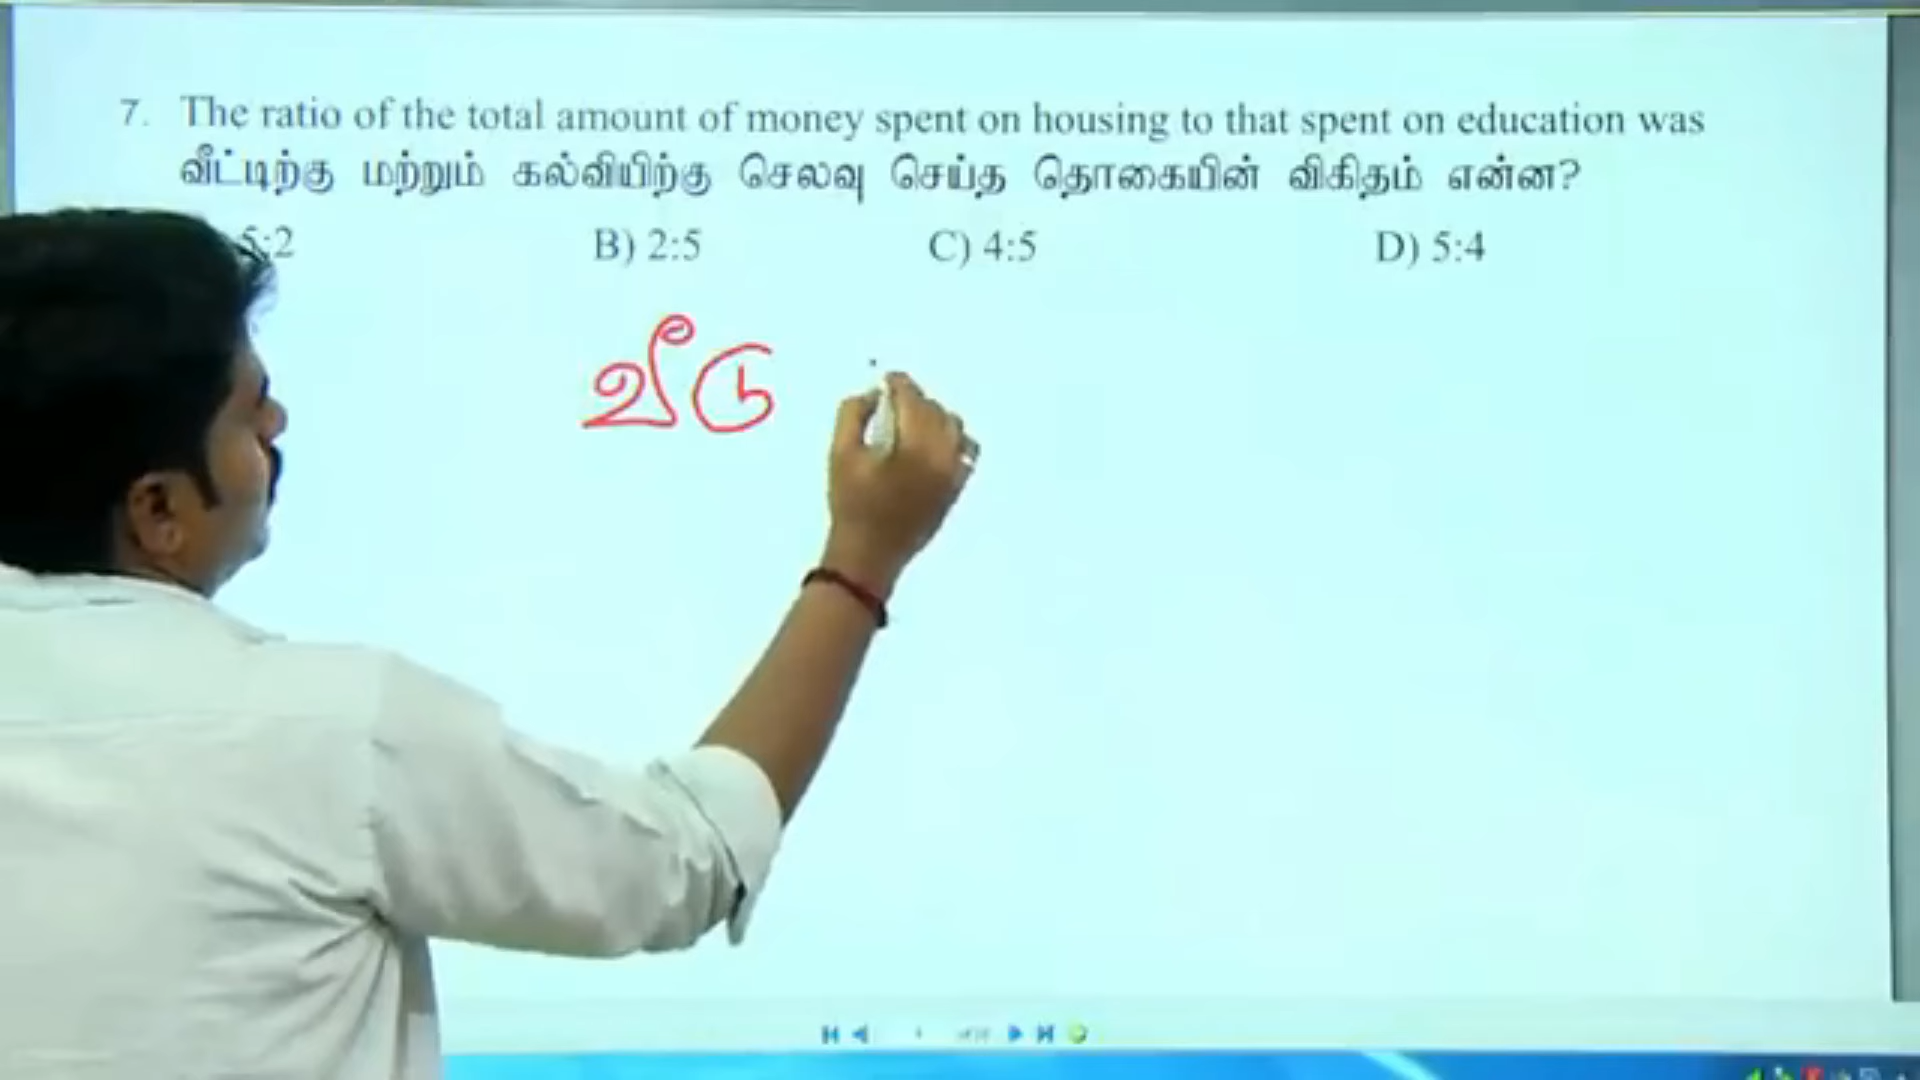 7. The ratio of the total amount of money spent on housing to that spent on education was
வீட்டிற்கு மற்றும் கல்வியிற்கு செலவு செய்த தொகையின் விகிதம் என்ன?
5:2 B) 2:5 C) 4:5 D) 5:4
வீடு